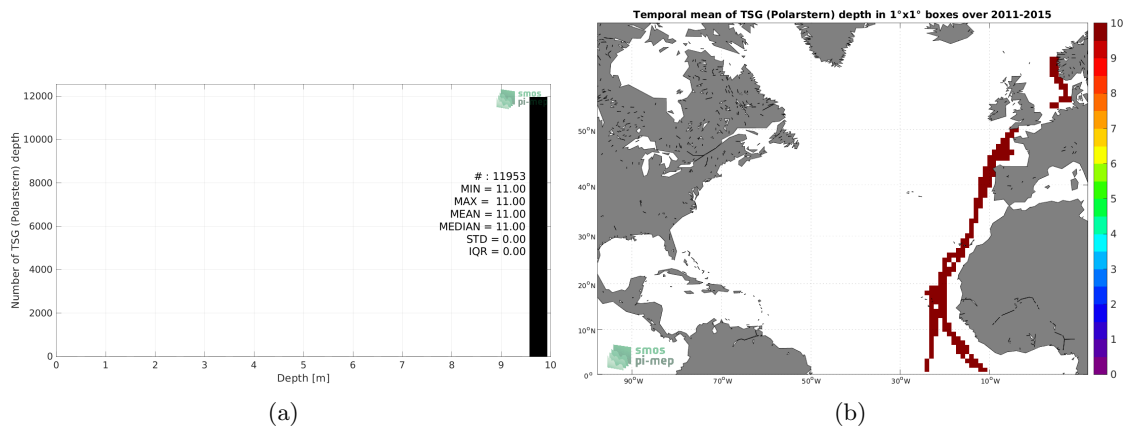 12000
10000
8000
6000
4000
2000
0
Number of TSG (Polarstern) depth
smos
pi-mep
# : 11953
MIN = 11.00
MAX = 11.00
MEAN = 11.00
MEDIAN = 11.00
STD = 0.00
IQR = 0.00
0 1 2 3 4 5 6 7 8 9 10
Depth [m]
(a)
Temporal mean of TSG (Polarstern) depth in 1°x1° boxes over 2011-2015
50°N
40°N
30°N
20°N
10°N
0°
90°W 70°W 50°W 30°W 10°W
smos
pi-mep
10
9
8
7
6
5
4
3
2
1
0
(b)